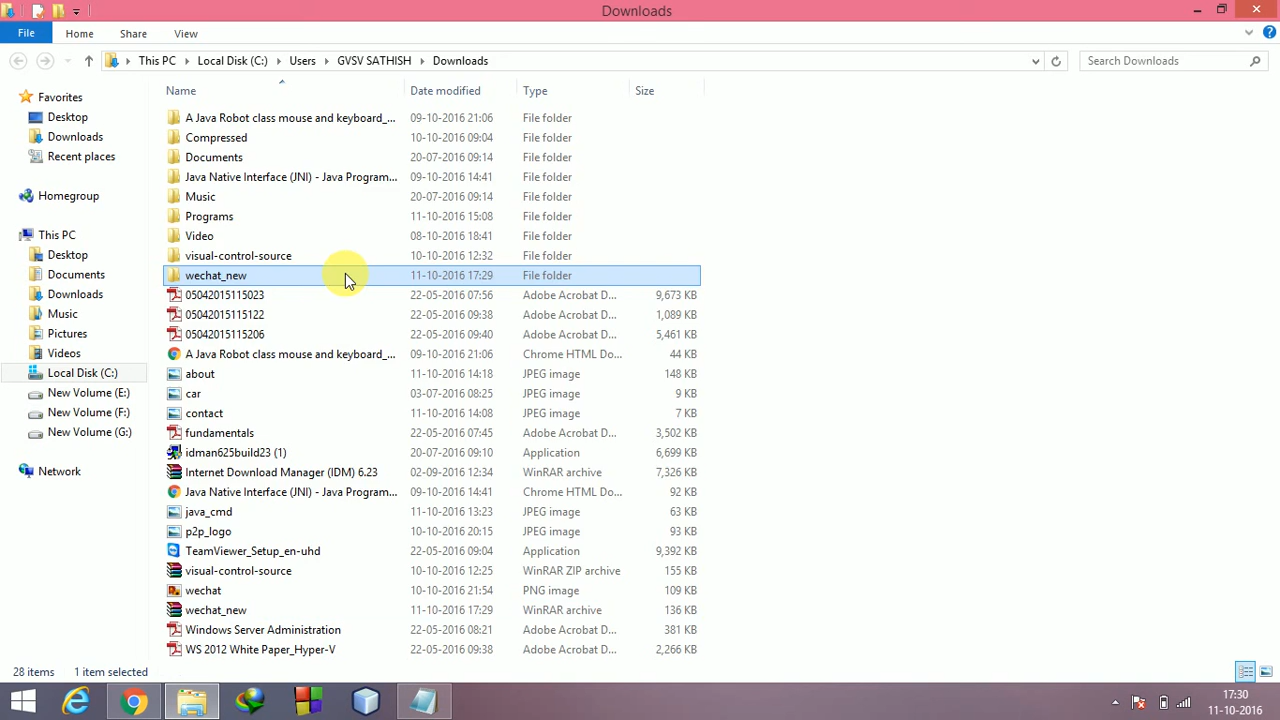 Downloads
File Home Share View
This PC Local Disk (C:) Users GVSV SATHISH Downloads Search Downloads
Name Date modified Type Size
Favorites
Desktop
Downloads
Recent places
Homegroup
This PC
Desktop
Documents
Downloads
Music
Pictures
Videos
Local Disk (C:)
New Volume (E:)
New Volume (F:)
New Volume (G:)
Network
A Java Robot class mouse and keyboard_... 09-10-2016 21:06 File folder
Compressed 10-10-2016 09:04 File folder
Documents 20-07-2016 09:14 File folder
Java Native Interface (JNI) - Java Program... 09-10-2016 14:41 File folder
Music 20-07-2016 09:14 File folder
Programs 11-10-2016 15:08 File folder
Video 08-10-2016 18:41 File folder
visual-control-source 10-10-2016 12:32 File folder
wechat_new 11-10-2016 17:29 File folder
05042015115023 22-05-2016 07:56 Adobe Acrobat D... 9,673 KB
05042015115122 22-05-2016 09:38 Adobe Acrobat D... 1,089 KB
05042015115206 22-05-2016 09:40 Adobe Acrobat D... 5,461 KB
A Java Robot class mouse and keyboard_... 09-10-2016 21:06 Chrome HTML Do... 44 KB
about 11-10-2016 14:18 JPEG image 148 KB
car 03-07-2016 08:25 JPEG image 9 KB
contact 11-10-2016 14:08 JPEG image 7 KB
fundamentals 22-05-2016 07:45 Adobe Acrobat D... 3,502 KB
idman625build23 (1) 20-07-2016 09:10 Application 6,699 KB
Internet Download Manager (IDM) 6.23 02-09-2016 12:34 WinRAR archive 7,326 KB
Java Native Interface (JNI) - Java Program... 09-10-2016 14:41 Chrome HTML Do... 92 KB
java_cmd 11-10-2016 13:23 JPEG image 63 KB
p2p_logo 10-10-2016 20:15 JPEG image 93 KB
TeamViewer_Setup_en-uhd 22-05-2016 09:04 Application 9,392 KB
visual-control-source 10-10-2016 12:25 WinRAR ZIP archive 155 KB
wechat 10-10-2016 21:54 PNG image 109 KB
wechat_new 11-10-2016 17:29 WinRAR archive 136 KB
Windows Server Administration 22-05-2016 08:21 Adobe Acrobat D... 381 KB
WS 2012 White Paper_Hyper-V 22-05-2016 09:38 Adobe Acrobat D... 2,266 KB
28 items 1 item selected
17:30
11-10-2016